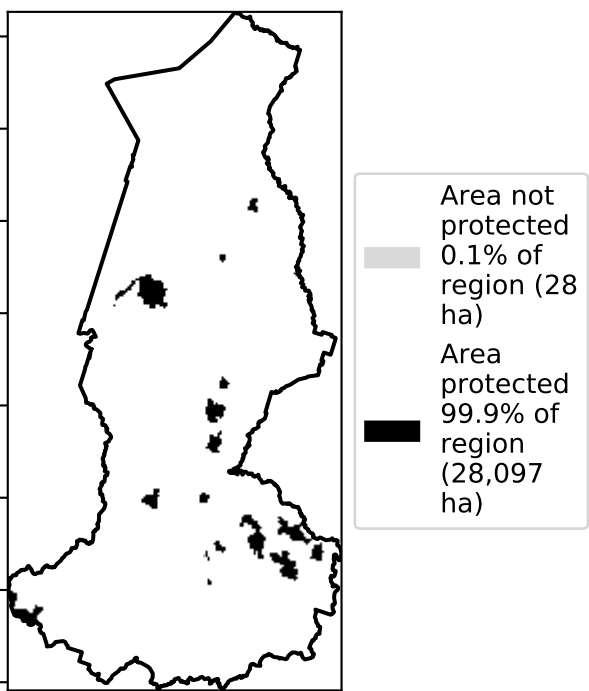 Area not
protected
0.1% of
region (28
ha)
Area
protected
99.9% of
region
(28,097
ha)